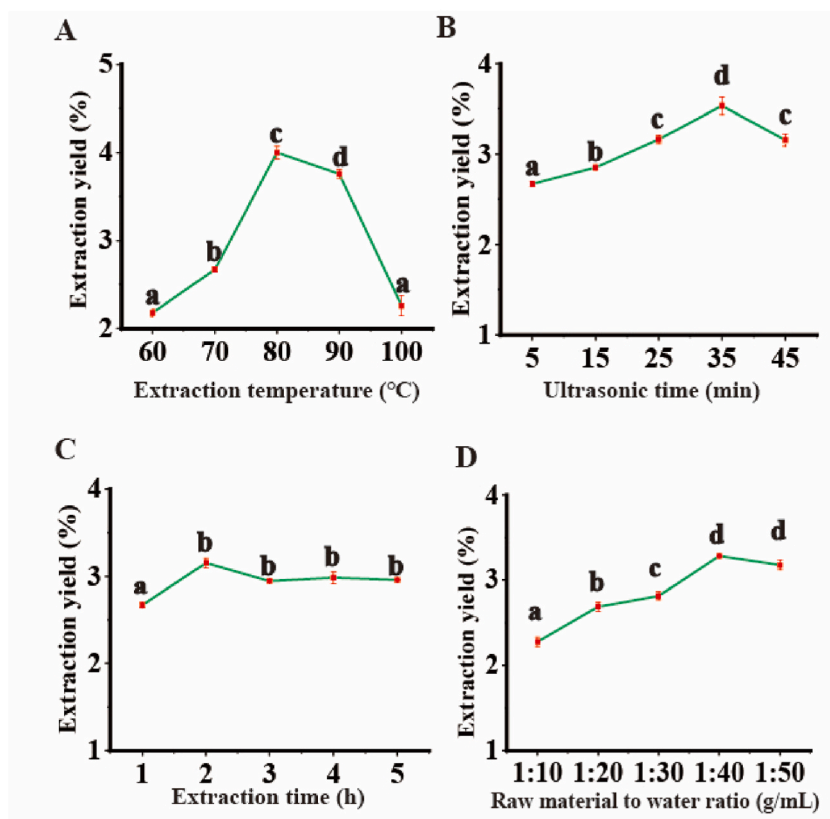 A
Extraction yield (%)
5
4
3
2
a
b
c
d
a
60 70 80 90 100
Extraction temperature (°C)
B
Extraction yield (%)
4
3
2
1
a
b
c
d
c
5 15 25 35 45
Ultrasonic time (min)
C
Extraction yield (%)
4
3
2
1
a
b
b
b
b
1 2 3 4 5
Extraction time (h)
D
Extraction yield (%)
4
3
2
1
a
b
c
d
d
1:10 1:20 1:30 1:40 1:50
Raw material to water ratio (g/mL)